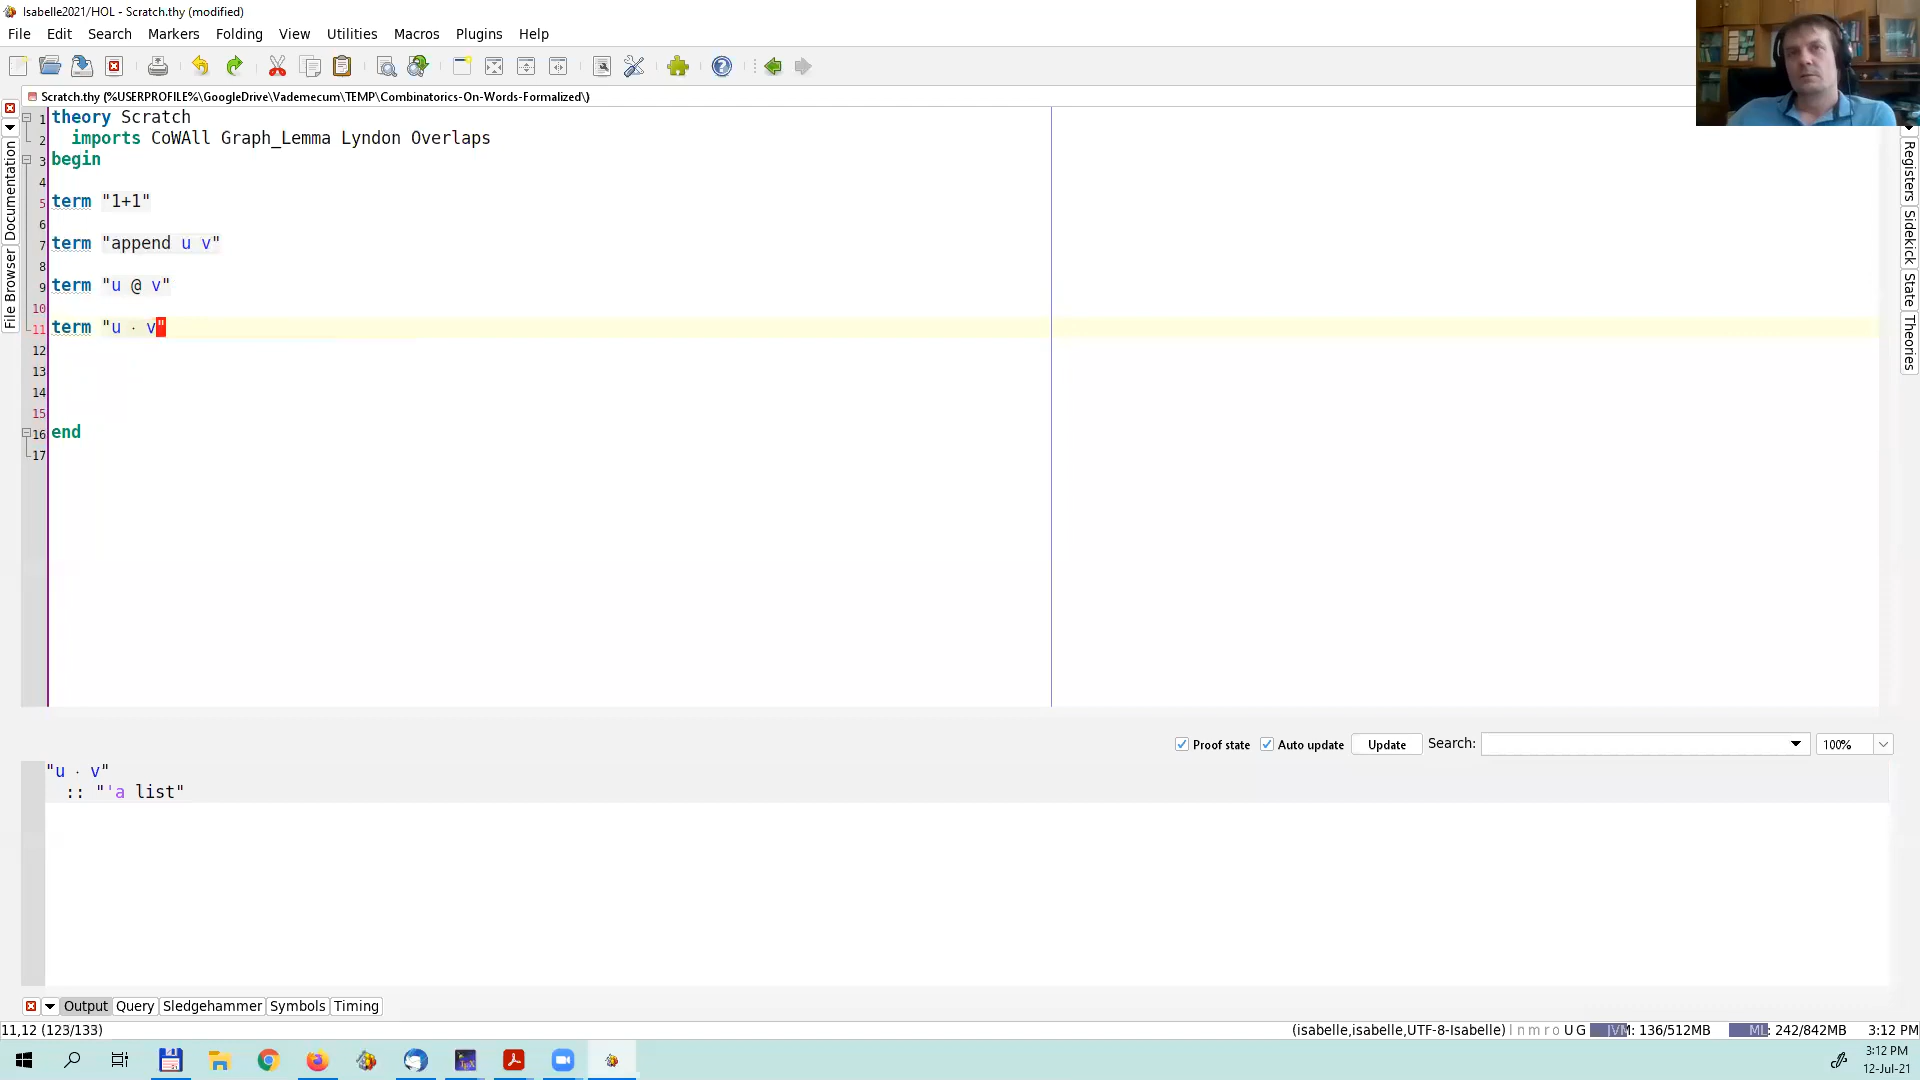 Isabelle2021/HOL - Scratch.thy (modified)
File Edit Search Markers Folding View Utilities Macros Plugins Help
Scratch.thy (%USERPROFILE%\GoogleDrive\Vademecum\TEMP\Combinatorics-On-Words-Formalized\)
1 theory Scratch
2 imports CoWAll Graph_Lemma Lyndon Overlaps
3 begin
4
5 term "1+1"
6
7 term "append u v"
8
9 term "u @ v"
10
11 term "u · v"
12
13
14
15
16 end
17
Documentation
File Browser
Registers
Sidekick
State
Theories
Proof state Auto update Update Search: 100%
"u · v"
:: "'a list"
Output Query Sledgehammer Symbols Timing
11,12 (123/133) (isabelle,isabelle,UTF-8-Isabelle) l n m r o U G JVM: 136/512MB ML: 242/842MB 3:12 PM
3:12 PM
12-Jul-21